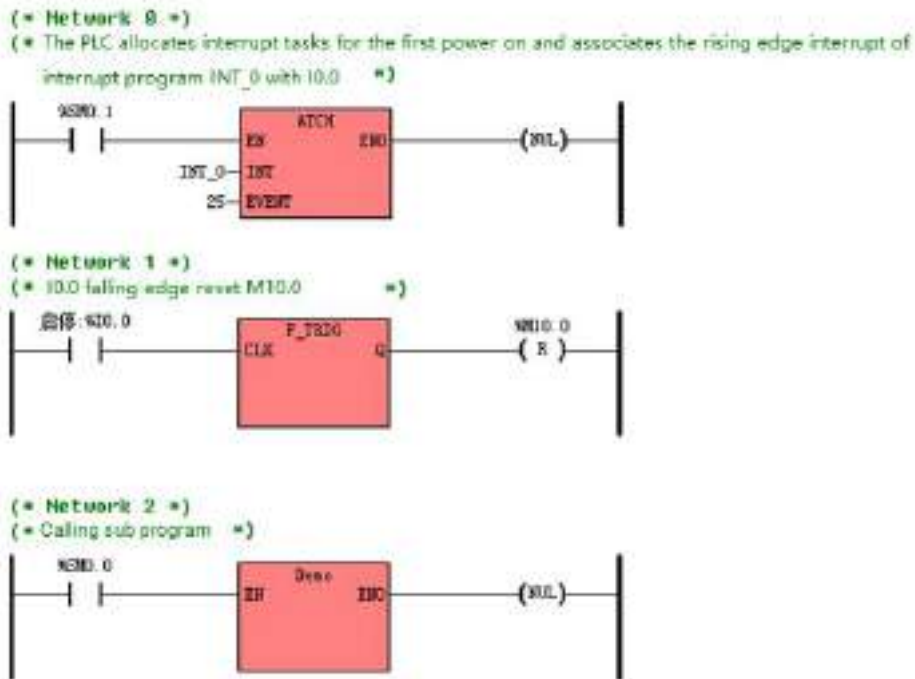 (* Network 0 *)
(* The PLC allocates interrupt tasks for the first power on and associates the rising edge interrupt of
interrupt program INT_0 with I0.0 *)
%SM0.1
ATCH
EN ENO
(NUL)
INT_0 INT
25 EVENT
(* Network 1 *)
(* I0.0 falling edge reset M10.0 *)
启停:%I0.0
F_TRIG
%M10.0
CLK Q
( R )
(* Network 2 *)
(* Calling sub program *)
%SM0.0
Demo
EN ENO
(NUL)